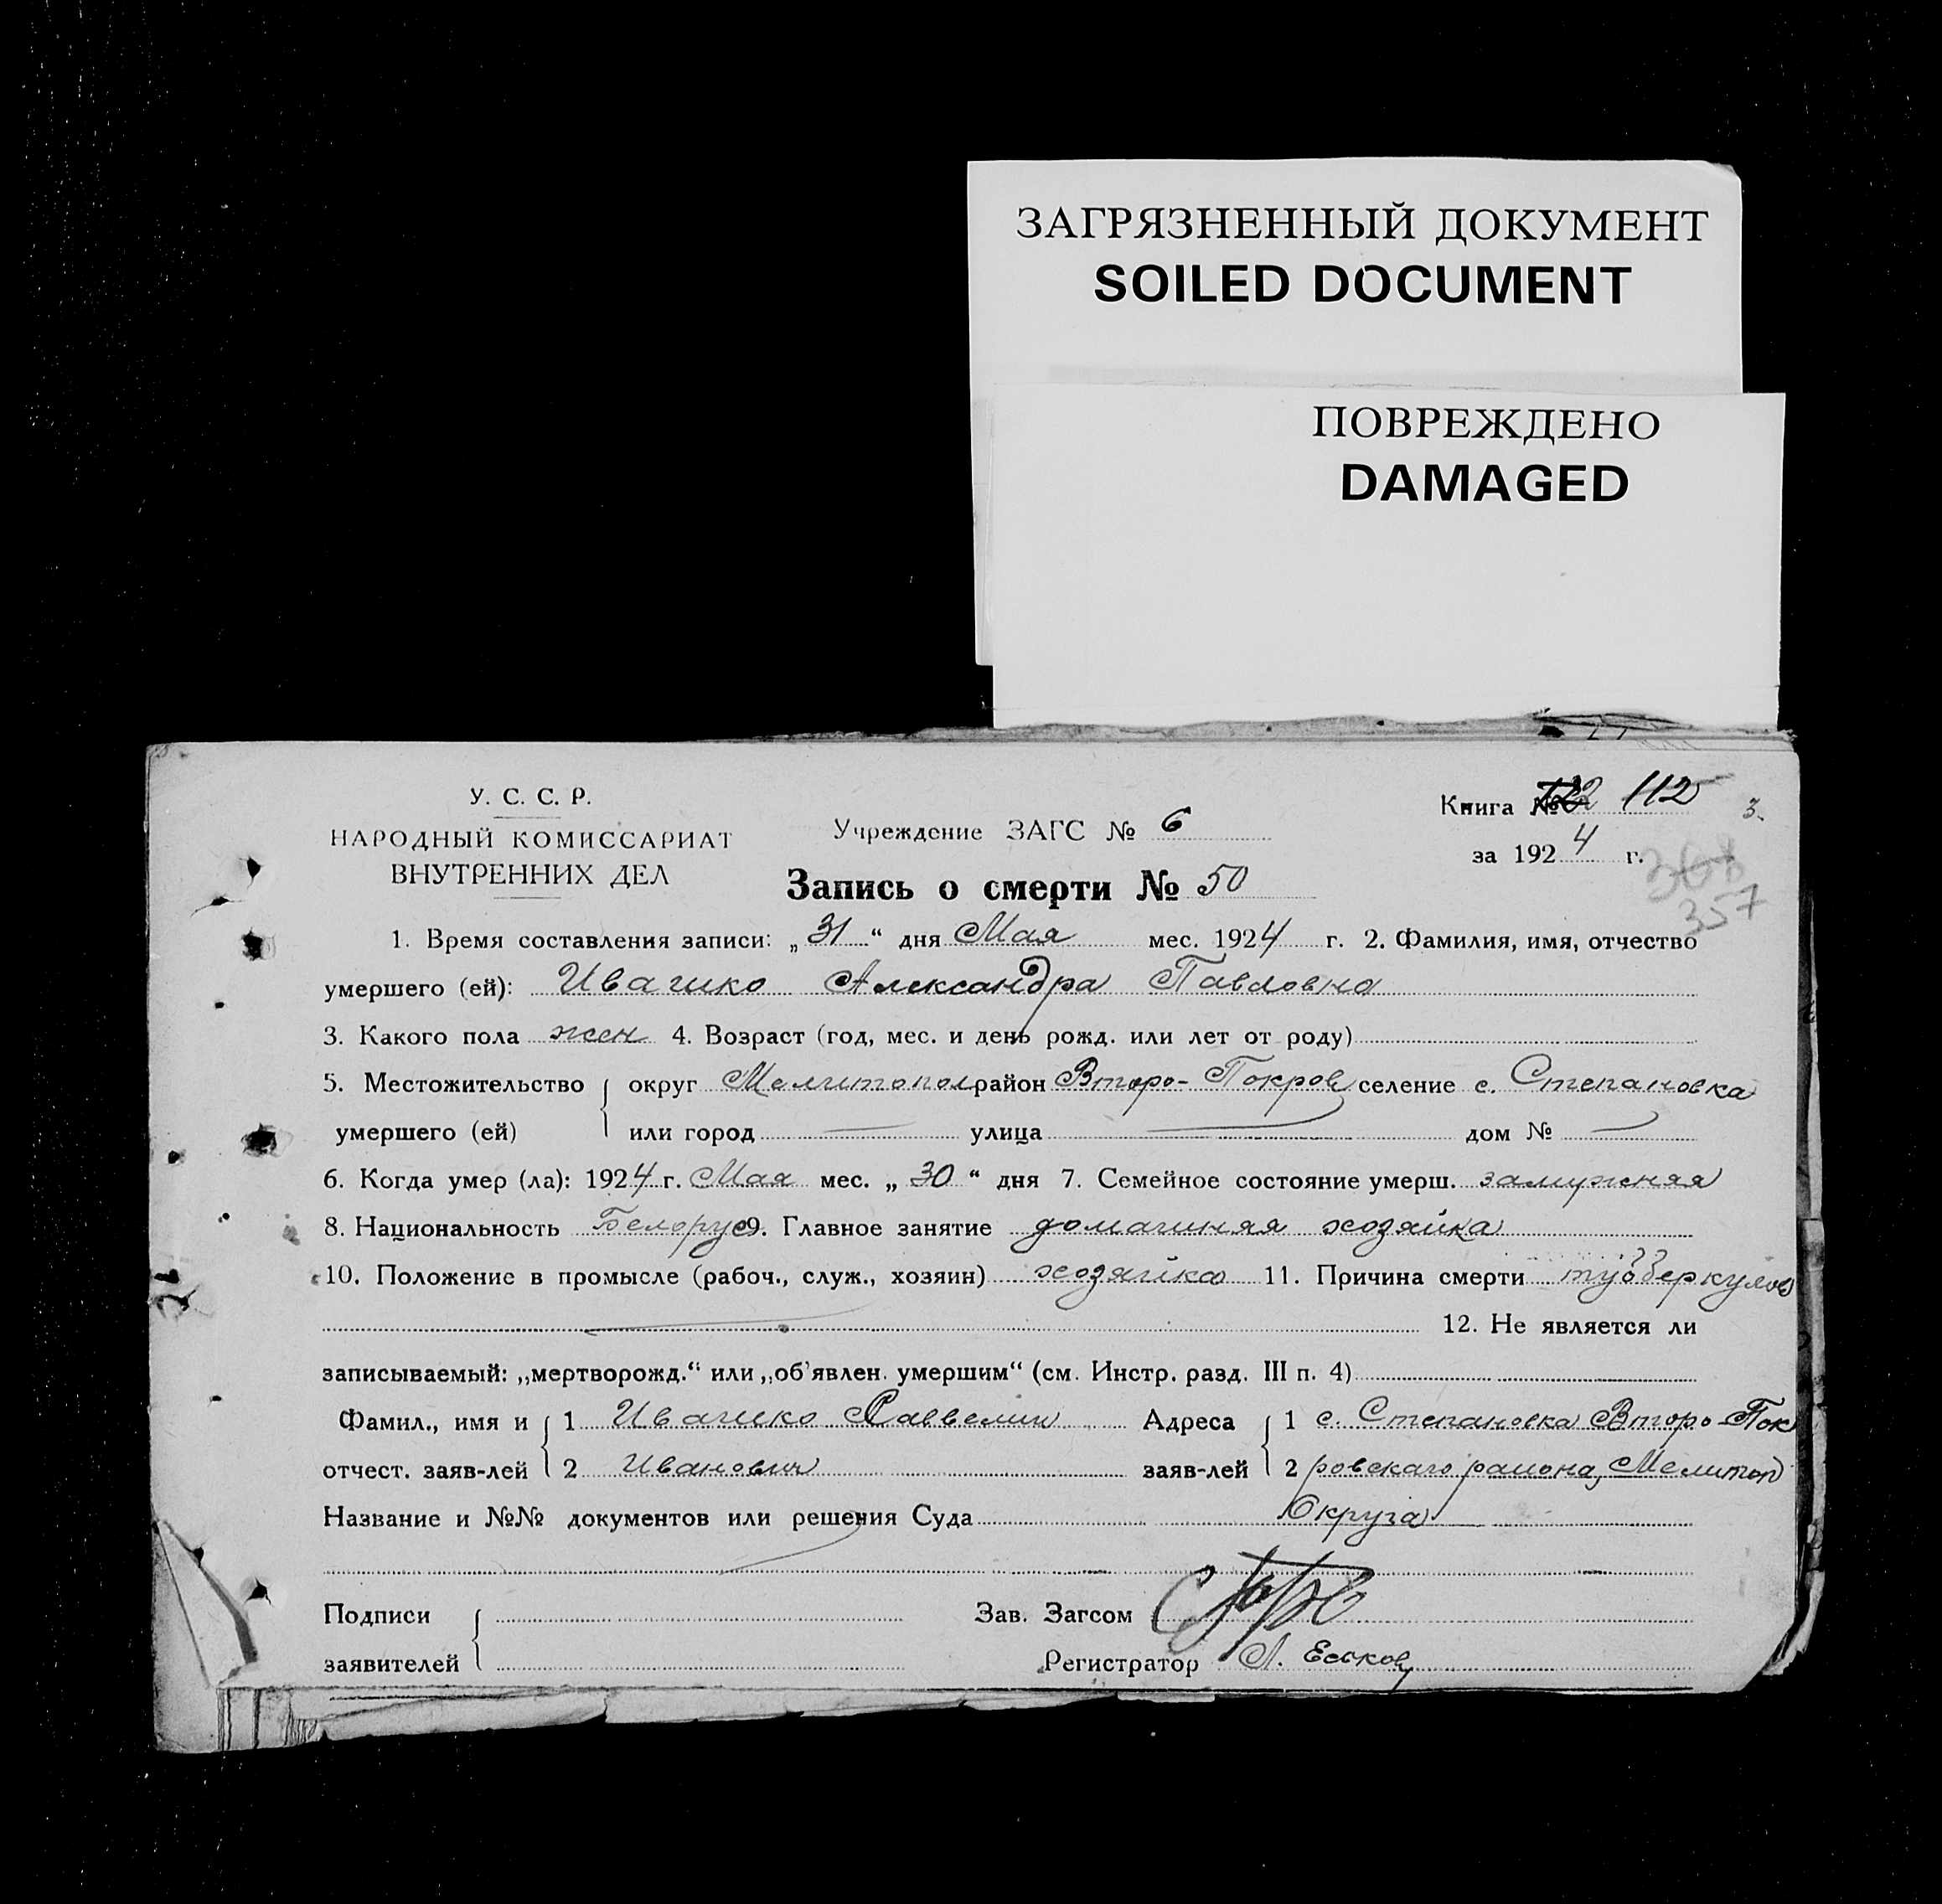 ЗАГРЯЗНЕННЫЙ ДОКУМЕНТ
SOILED DOCUMENT
ПОВРЕЖДЕНО
DAMAGED
У. С. С. Р.
НАРОДНЫЙ КОМИССАРИАТ
ВНУТРЕННИХ ДЕЛ
Учреждение ЗАГС № 6
Книга № 112
3.
за 1924 г.
368
357
Запись о смерти № 50
1. Время составления записи: „31“ дня Мая мес. 1924 г. 2. Фамилия, имя, отчество
умершего (ей): Ивашко Александра Павловна
3. Какого пола жен 4. Возраст (год, мес. и день рожд. или лет от роду)
5. Местожительство округ Мелитопол район Второ-Покров селение с. Степановка
умершего (ей) или город — улица — дом № —
6. Когда умер (ла): 1924 г. Мая мес. „30“ дня 7. Семейное состояние умерш. замужняя
8. Национальность Белорус 9. Главное занятие домашняя хозяйка
10. Положение в промысле (рабоч., служ., хозяин) хозяйка 11. Причина смерти туберкулез
12. Не является ли
записываемый: „мертворожд.“ или „об'явлен. умершим“ (см. Инстр. разд. III п. 4)
Фамил., имя и 1 Ивашко Савелий Адреса 1 с. Степановка Второ-Пок
отчест. заяв-лей 2 Иванович заяв-лей 2 ровскаго района, Мелитоп
Название и №№ документов или решения Суда Округа
Подписи Зав. Загсом
заявителей Регистратор Л.